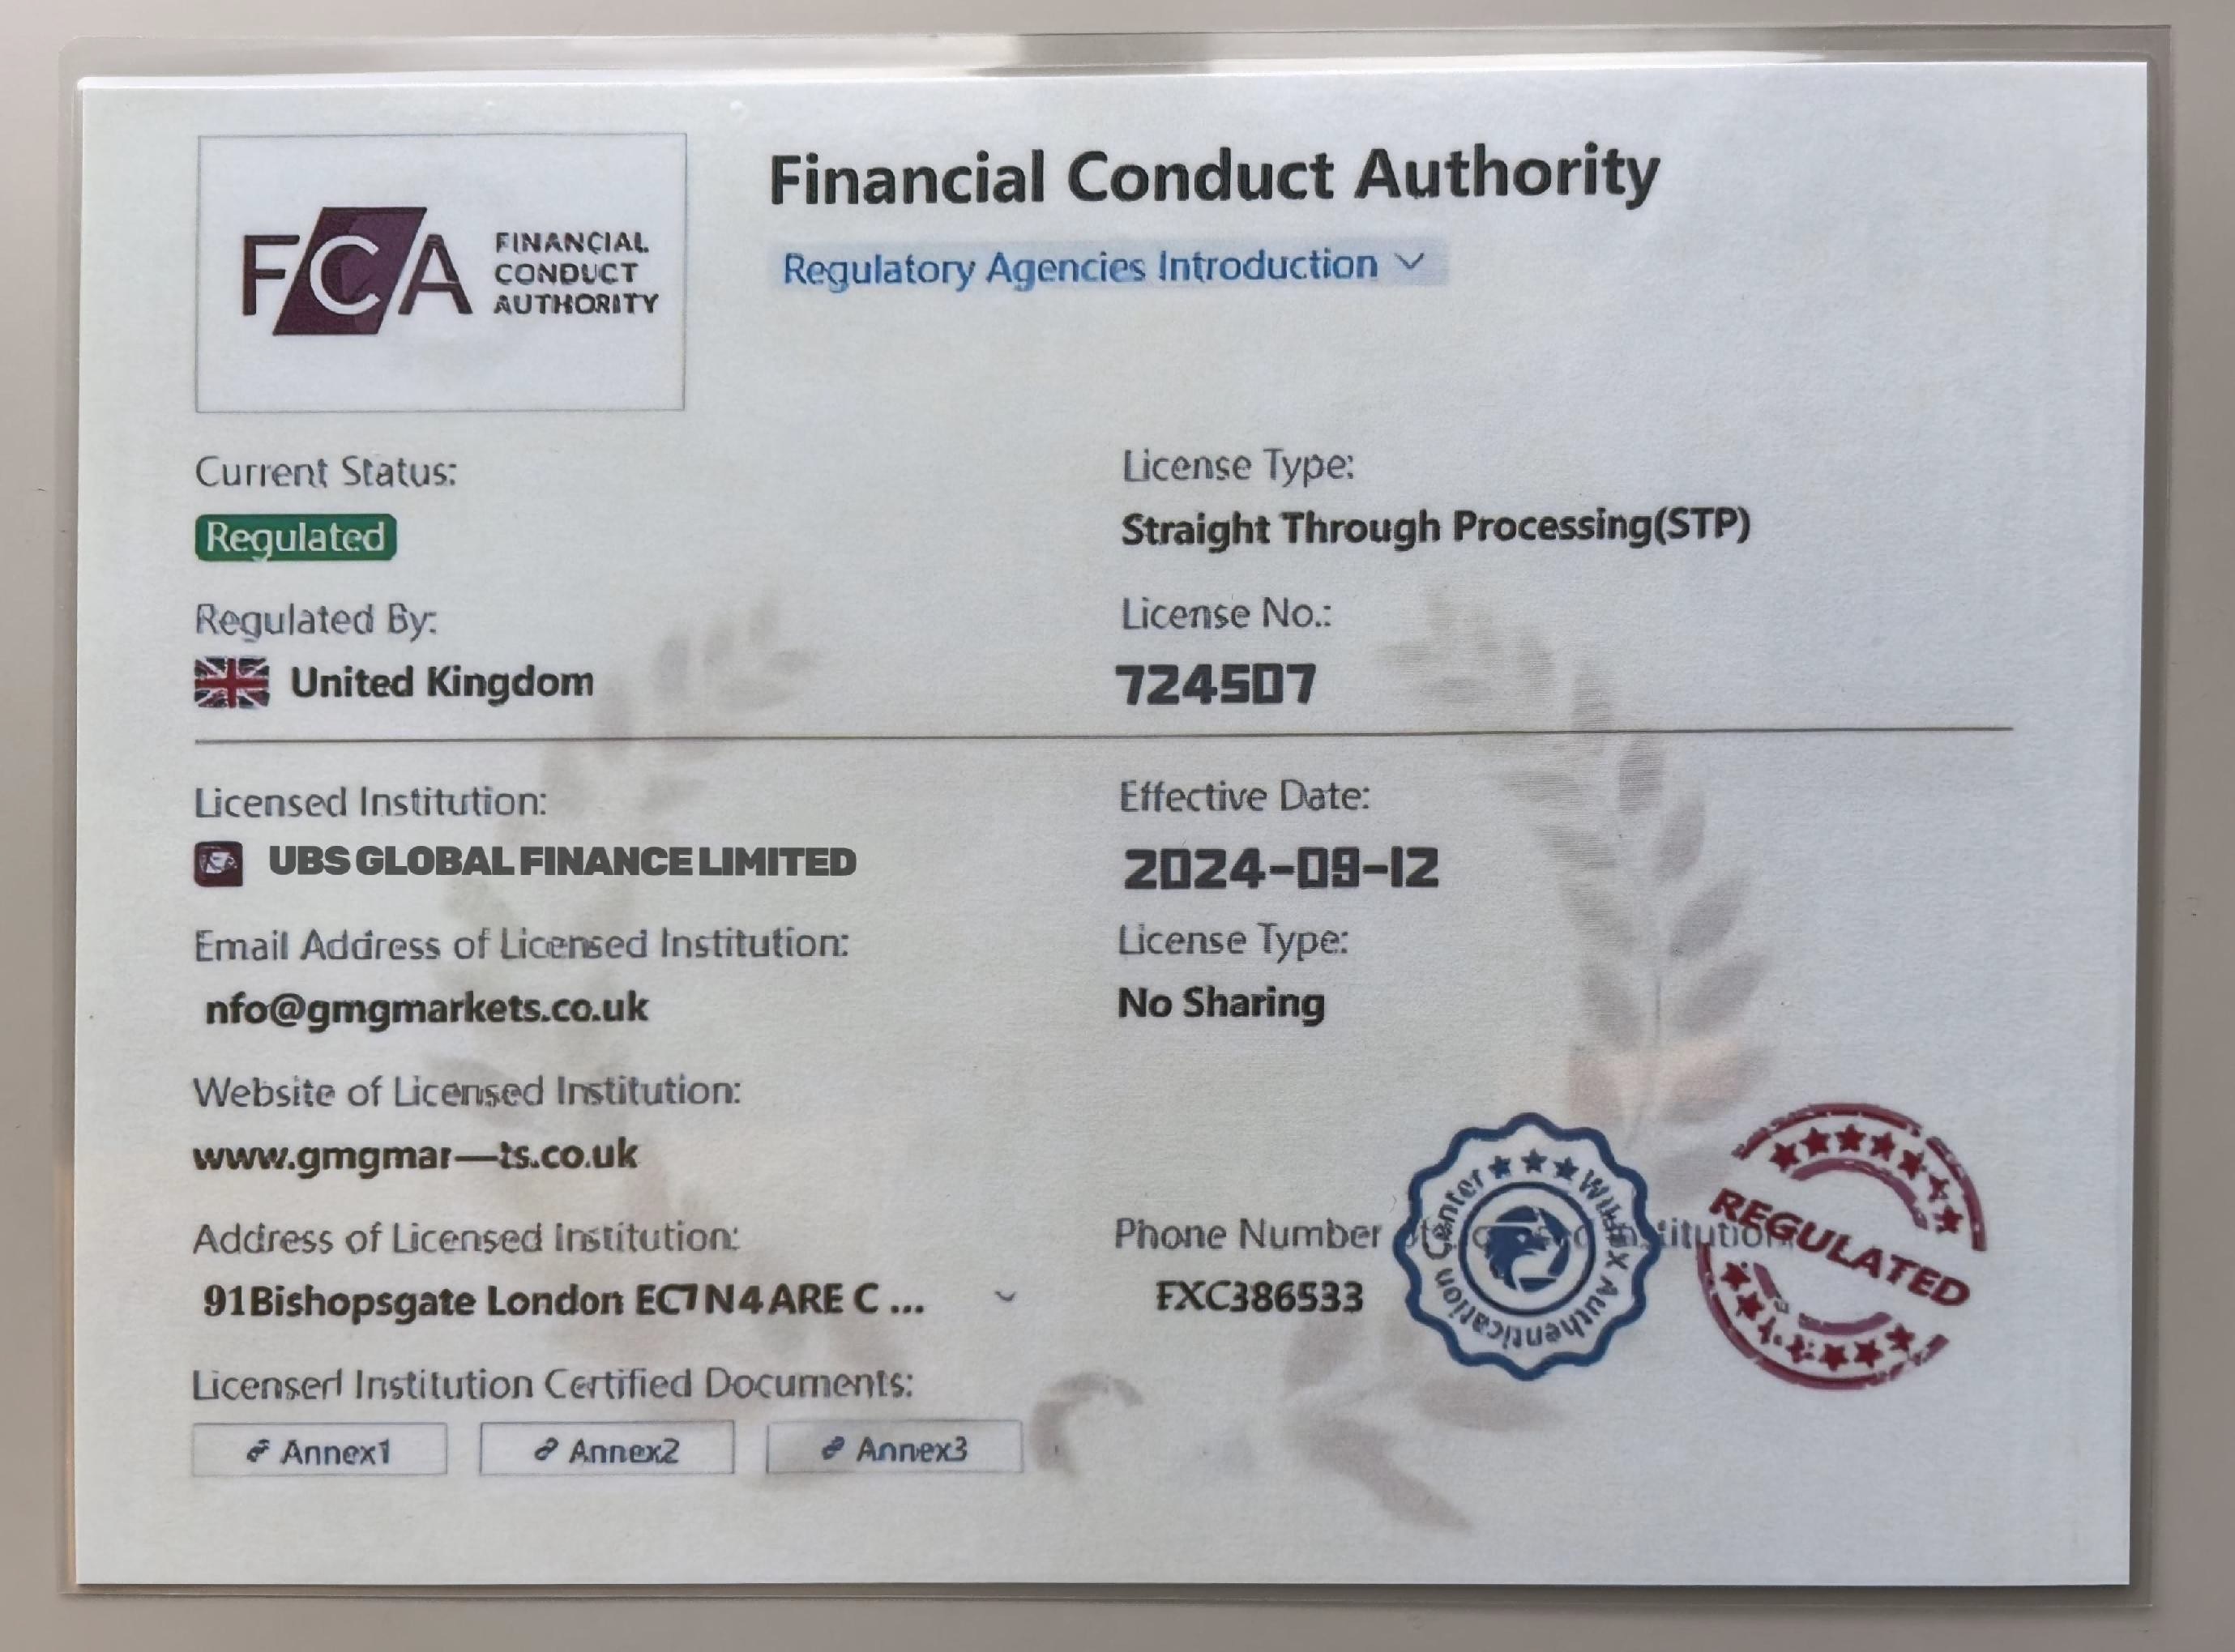 FCA FINANCIAL
CONDUCT
AUTHORITY
Financial Conduct Authority
Regulatory Agencies Introduction
Current Status:
Regulated
License Type:
Straight Through Processing(STP)
Regulated By:
United Kingdom
License No.:
724507
Licensed Institution:
UBS GLOBAL FINANCE LIMITED
Effective Date:
2024-09-12
Email Address of Licensed Institution:
nfo@gmgmarkets.co.uk
License Type:
No Sharing
Website of Licensed Institution:
www.gmgmar—ts.co.uk
Address of Licensed Institution:
91Bishopsgate London EC7N4ARE C ...
Phone Number
FXC386533
WikiFX Authentication Center
REGULATED
Licensed Institution Certified Documents:
Annex1
Annex2
Annex3